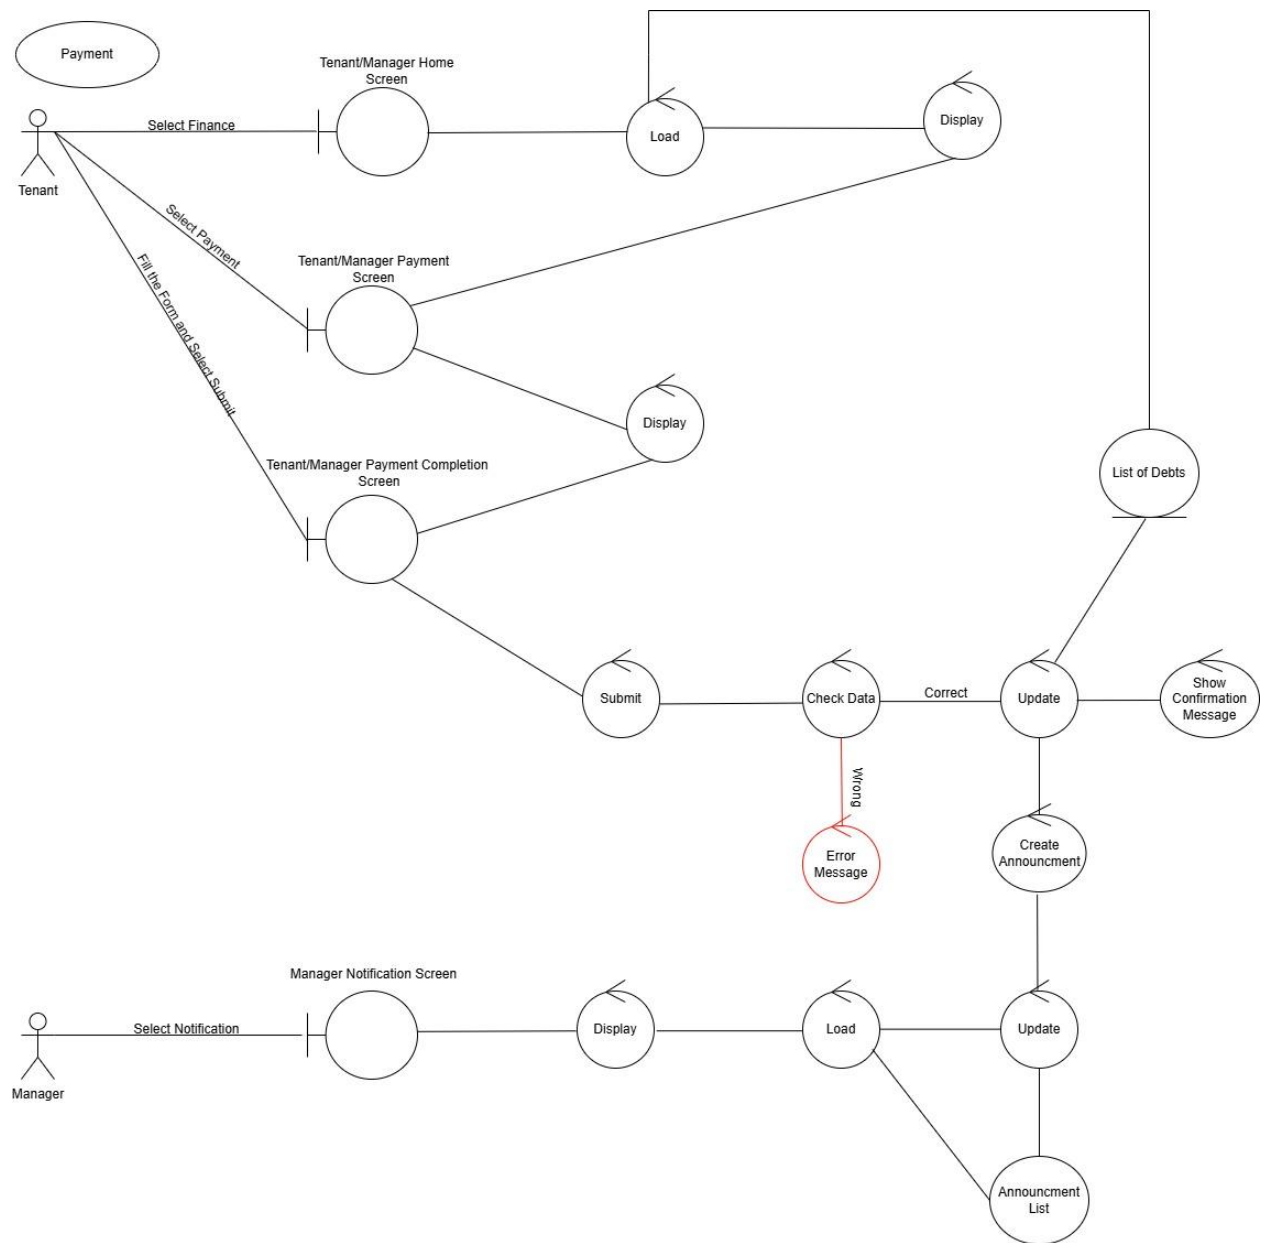 Payment
Tenant/Manager Home
Screen
Select Finance
Load
Display
Tenant
Select Payment
Tenant/Manager Payment
Screen
Fill the Form and Select Submit
Display
Tenant/Manager Payment Completion
Screen
List of Debts
Submit
Check Data
Correct
Update
Show
Confirmation
Message
Wrong
Error
Message
Create
Announcment
Manager Notification Screen
Select Notification
Display
Load
Update
Manager
Announcment
List